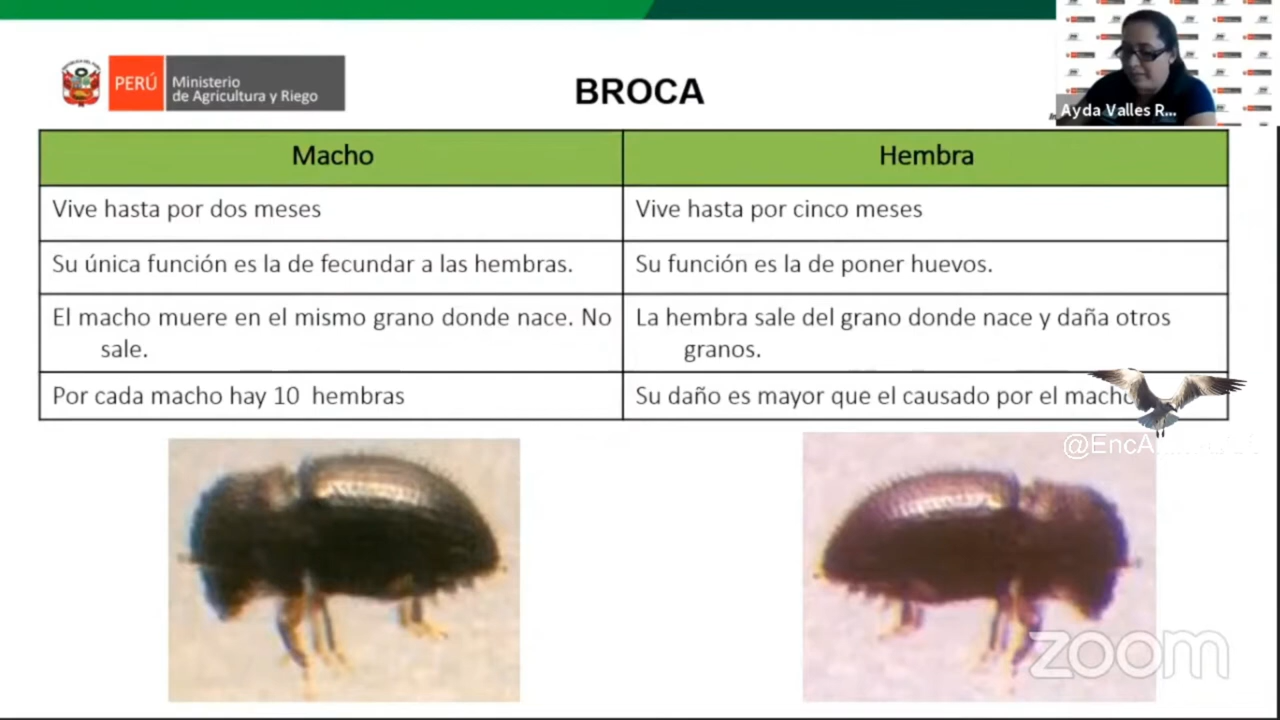 PERÚ
Ministerio
de Agricultura y Riego
BROCA
Ayda Valles R...
Macho
Hembra
Vive hasta por dos meses
Vive hasta por cinco meses
Su única función es la de fecundar a las hembras.
Su función es la de poner huevos.
El macho muere en el mismo grano donde nace. No
sale.
La hembra sale del grano donde nace y daña otros
granos.
Por cada macho hay 10 hembras
Su daño es mayor que el causado por el macho
zoom